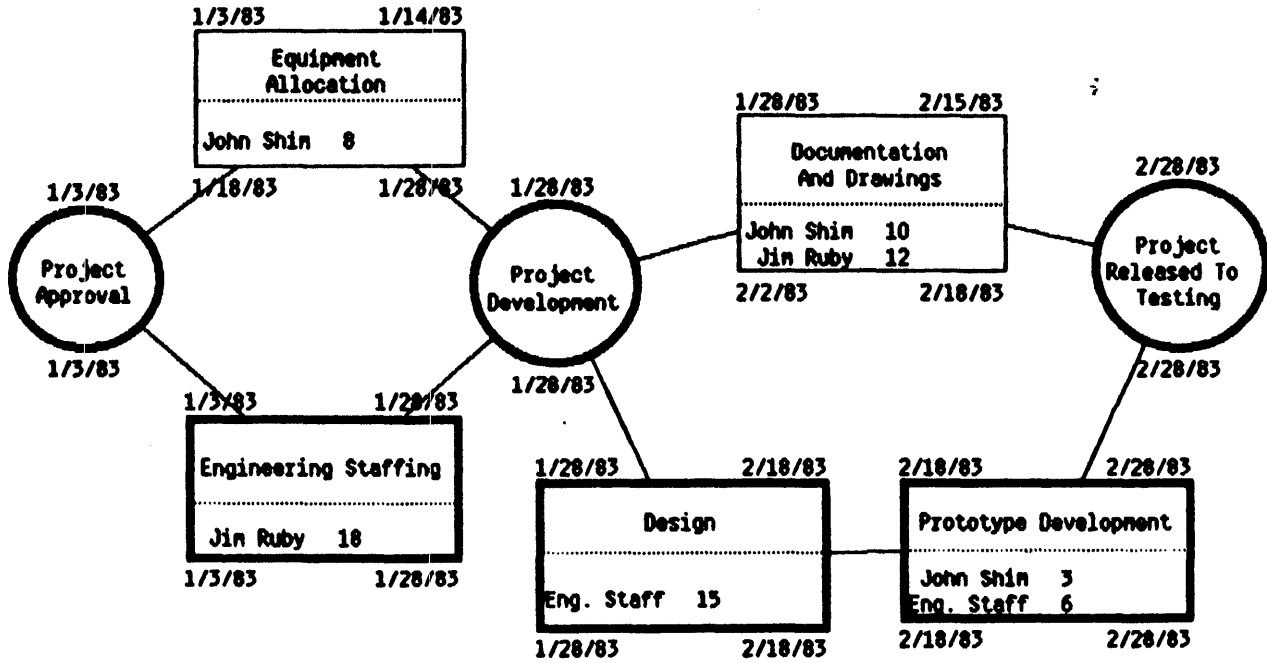 1/3/83 1/14/83
Equipment
Allocation
John Shim 8
1/18/83 1/28/83
1/3/83
Project
Approval
1/3/83
1/3/83 1/28/83
Engineering Staffing
Jim Ruby 18
1/3/83 1/28/83
1/28/83
Project
Development
1/28/83
1/28/83 2/15/83
Documentation
And Drawings
John Shim 10
Jim Ruby 12
2/2/83 2/18/83
1/28/83 2/18/83
Design
Eng. Staff 15
1/28/83 2/18/83
2/18/83 2/28/83
Prototype Development
John Shim 3
Eng. Staff 6
2/18/83 2/28/83
2/28/83
Project
Released To
Testing
2/28/83